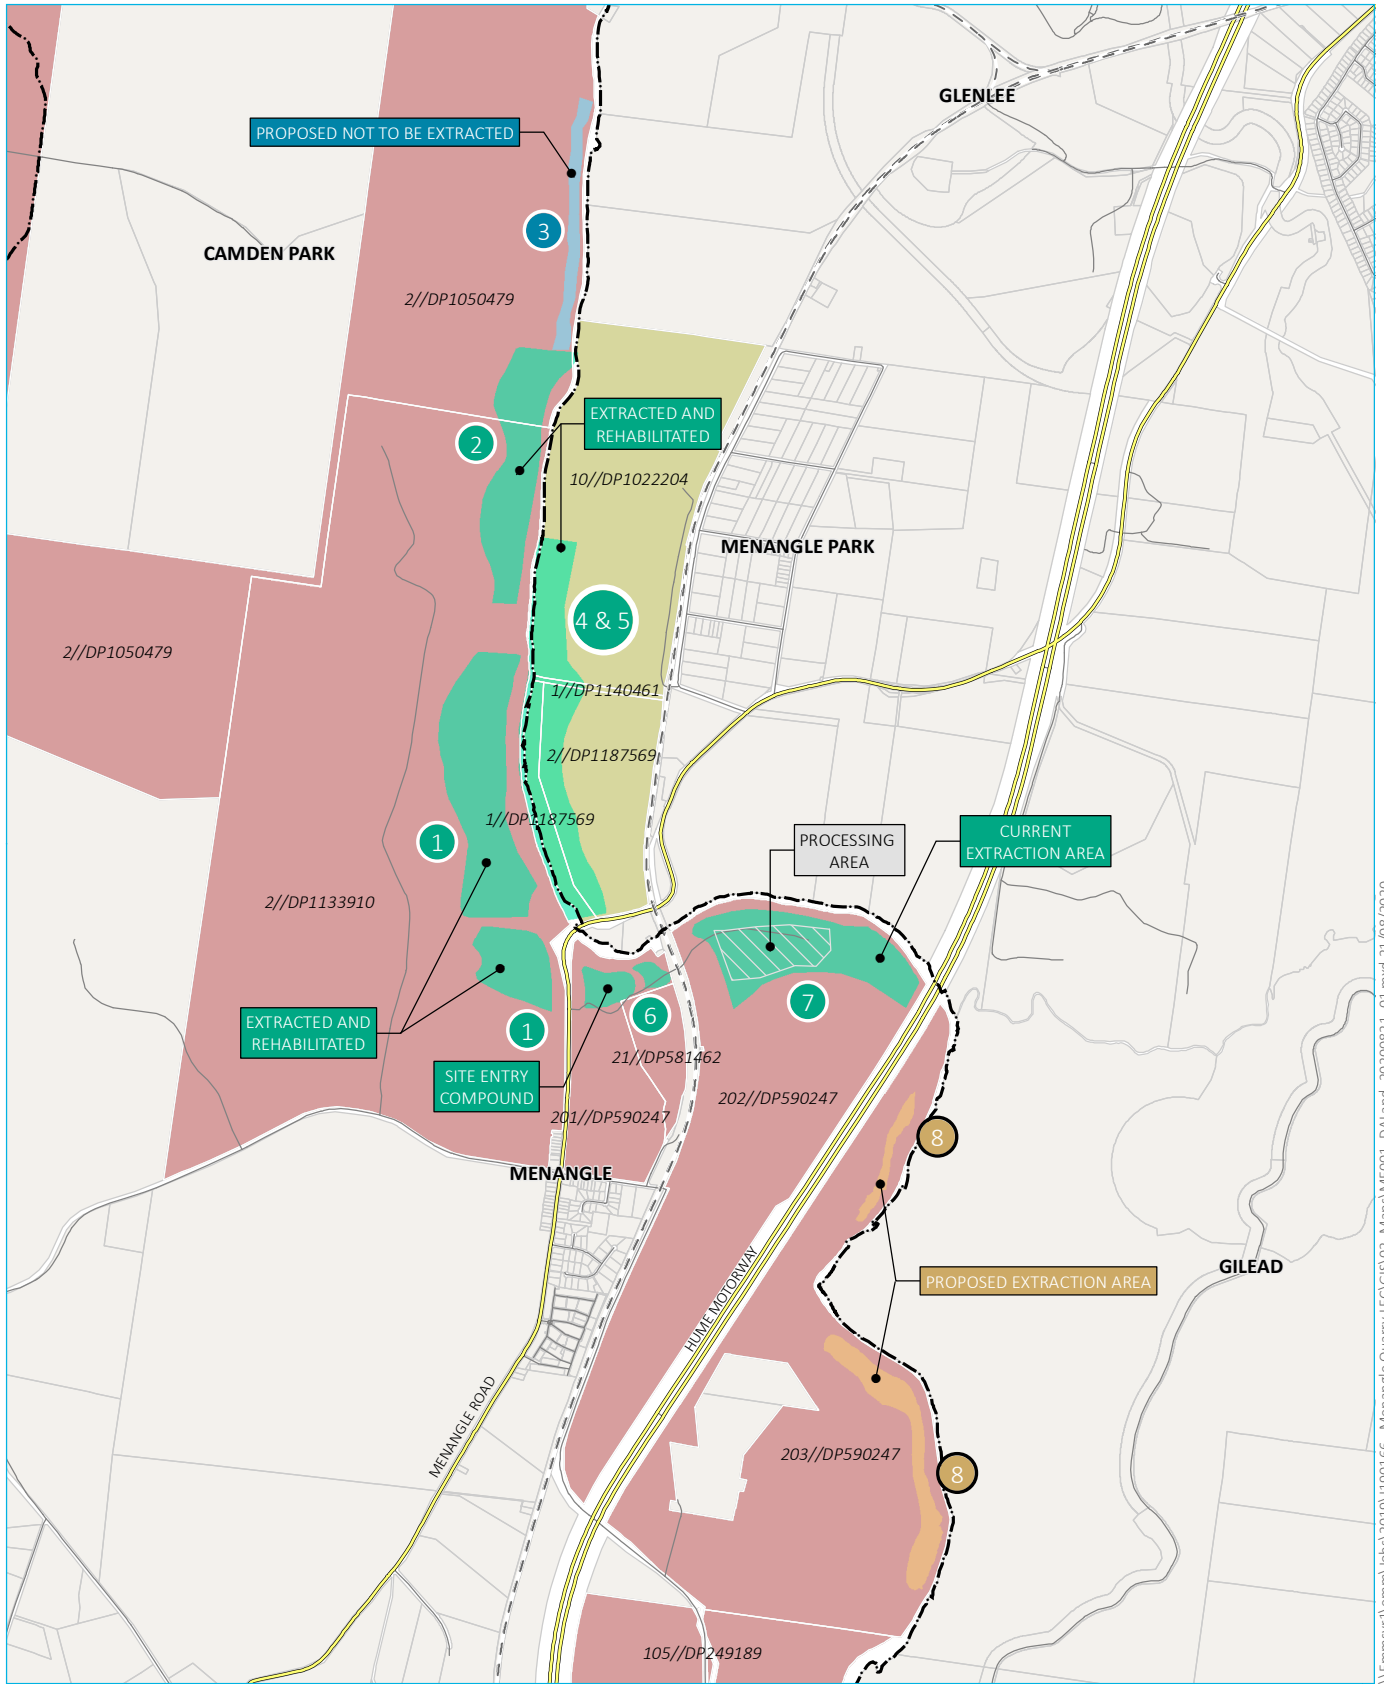 GLENLEE
PROPOSED NOT TO BE EXTRACTED
3
CAMDEN PARK
2//DP1050479
EXTRACTED AND
REHABILITATED
2
10//DP1022204
MENANGLE PARK
4 & 5
2//DP1050479
1//DP1140461
2//DP1187569
1//DP1187569
1
PROCESSING
AREA
CURRENT
EXTRACTION AREA
2//DP1133910
7
6
EXTRACTED AND
REHABILITATED
1
21//DP581462
SITE ENTRY
COMPOUND
202//DP590247
201//DP590247
8
MENANGLE
GILEAD
PROPOSED EXTRACTION AREA
HUME MOTORWAY
MENANGLE ROAD
203//DP590247
8
105//DP249189